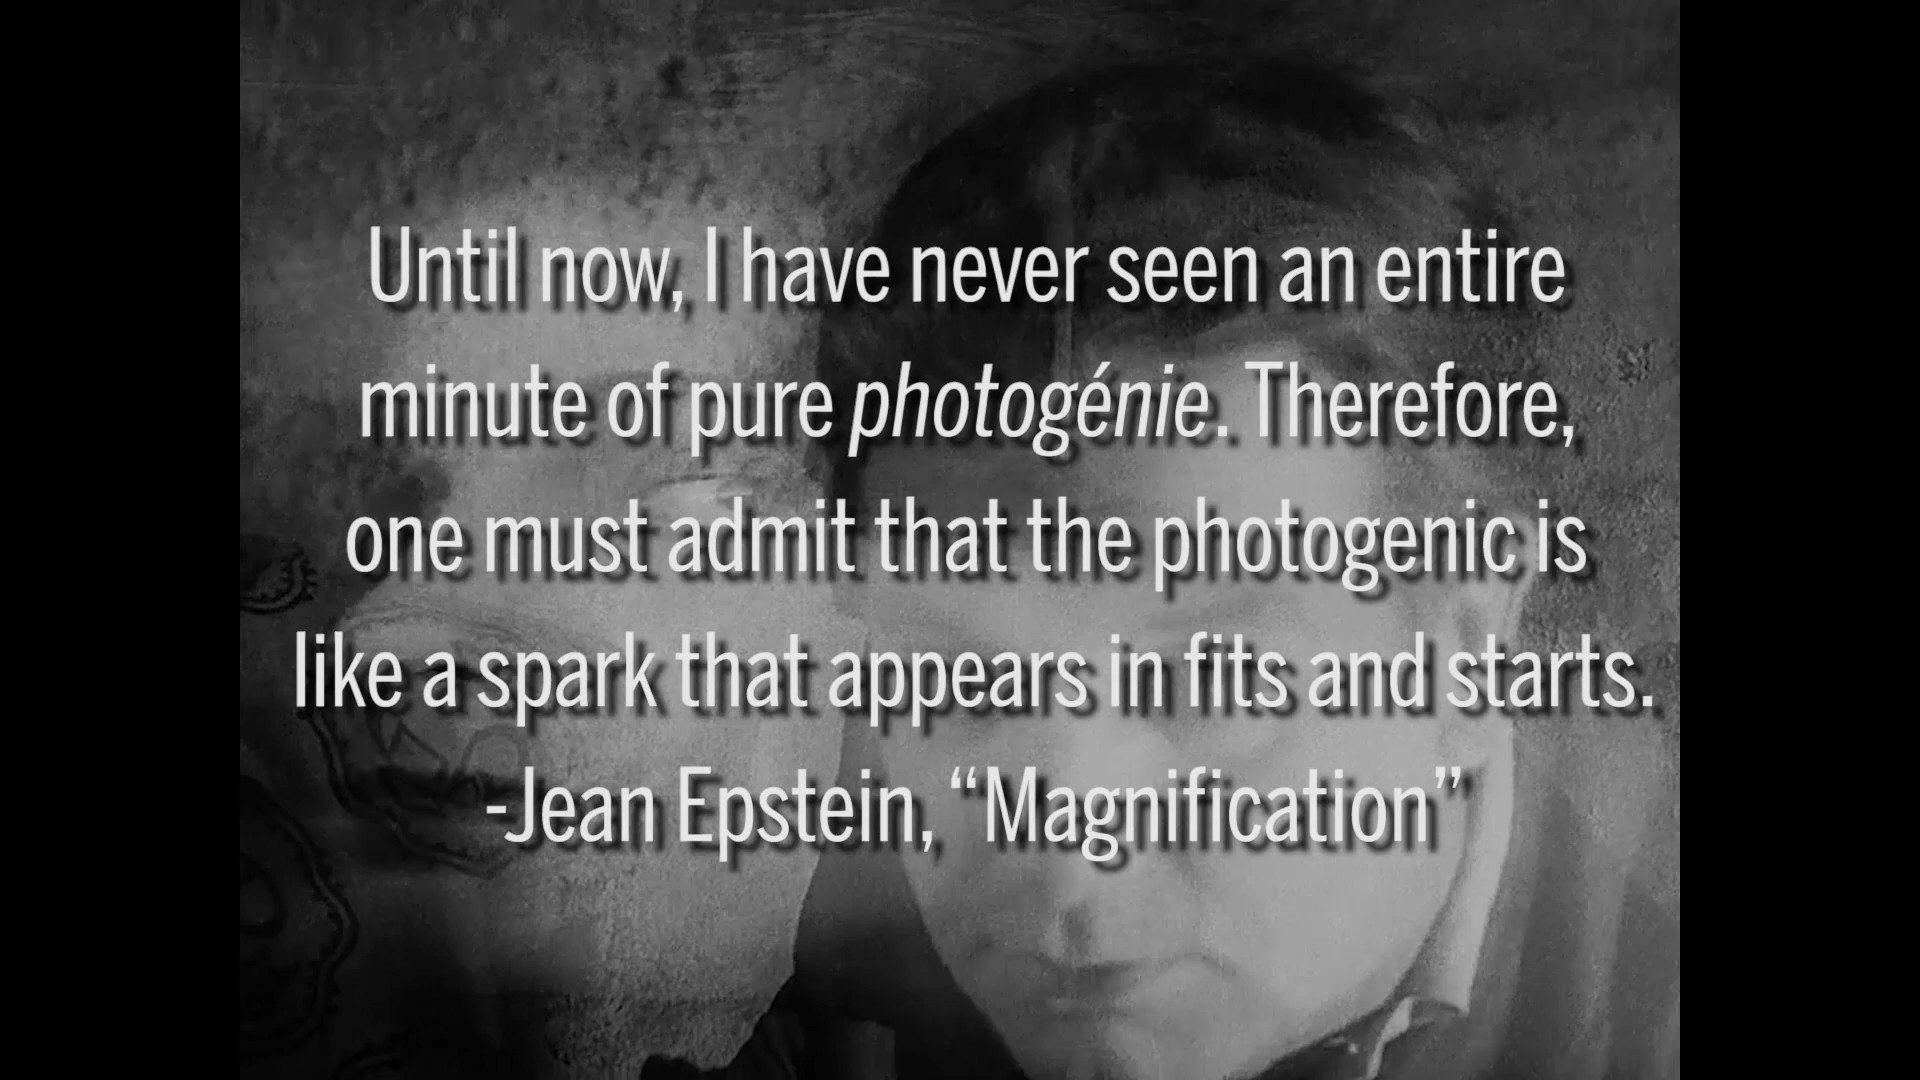 Until now, I have never seen an entire
minute of pure photogénie. Therefore,
one must admit that the photogenic is
like a spark that appears in fits and starts.
-Jean Epstein, “Magnification”